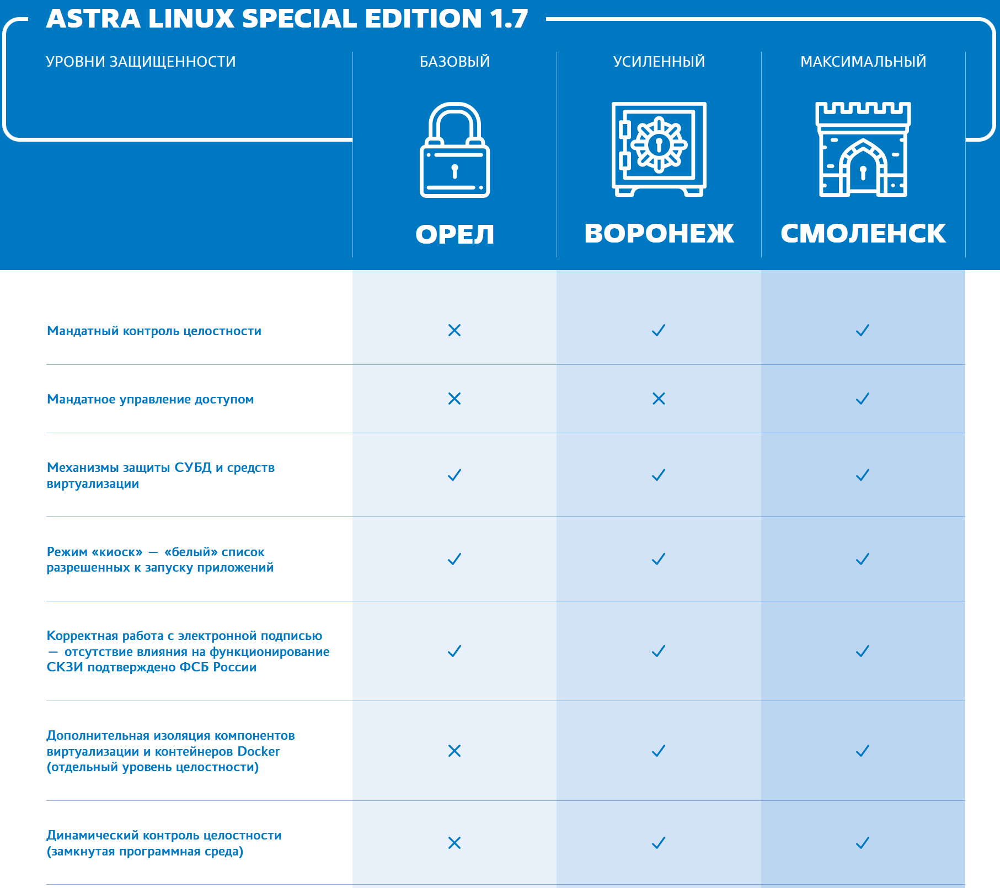 ASTRA LINUX SPECIAL EDITION 1.7
УРОВНИ ЗАЩИЩЕННОСТИ
БАЗОВЫЙ
УСИЛЕННЫЙ
МАКСИМАЛЬНЫЙ
ОРЕЛ
ВОРОНЕЖ
СМОЛЕНСК
Мандатный контроль целостности
Мандатное управление доступом
Механизмы защиты СУБД и средств
виртуализации
Режим «киоск» — «белый» список
разрешенных к запуску приложений
Корректная работа с электронной подписью
— отсутствие влияния на функционирование
СКЗИ подтверждено ФСБ России
Дополнительная изоляция компонентов
виртуализации и контейнеров Docker
(отдельный уровень целостности)
Динамический контроль целостности
(замкнутая программная среда)